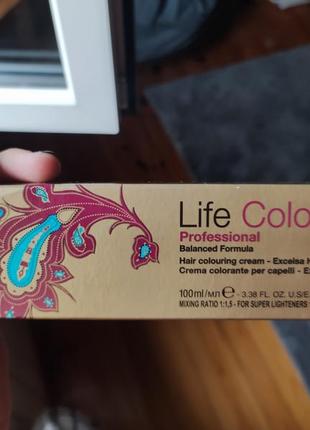 Life Colo
Professional
Balanced Formula
Hair colouring cream - Excelsa H
Crema colorante per capelli - E
100ml/мл ℮ - 3.38 FL. OZ. U.S/E
MIXING RATIO 1:1,5 - FOR SUPER LIGHTENERS